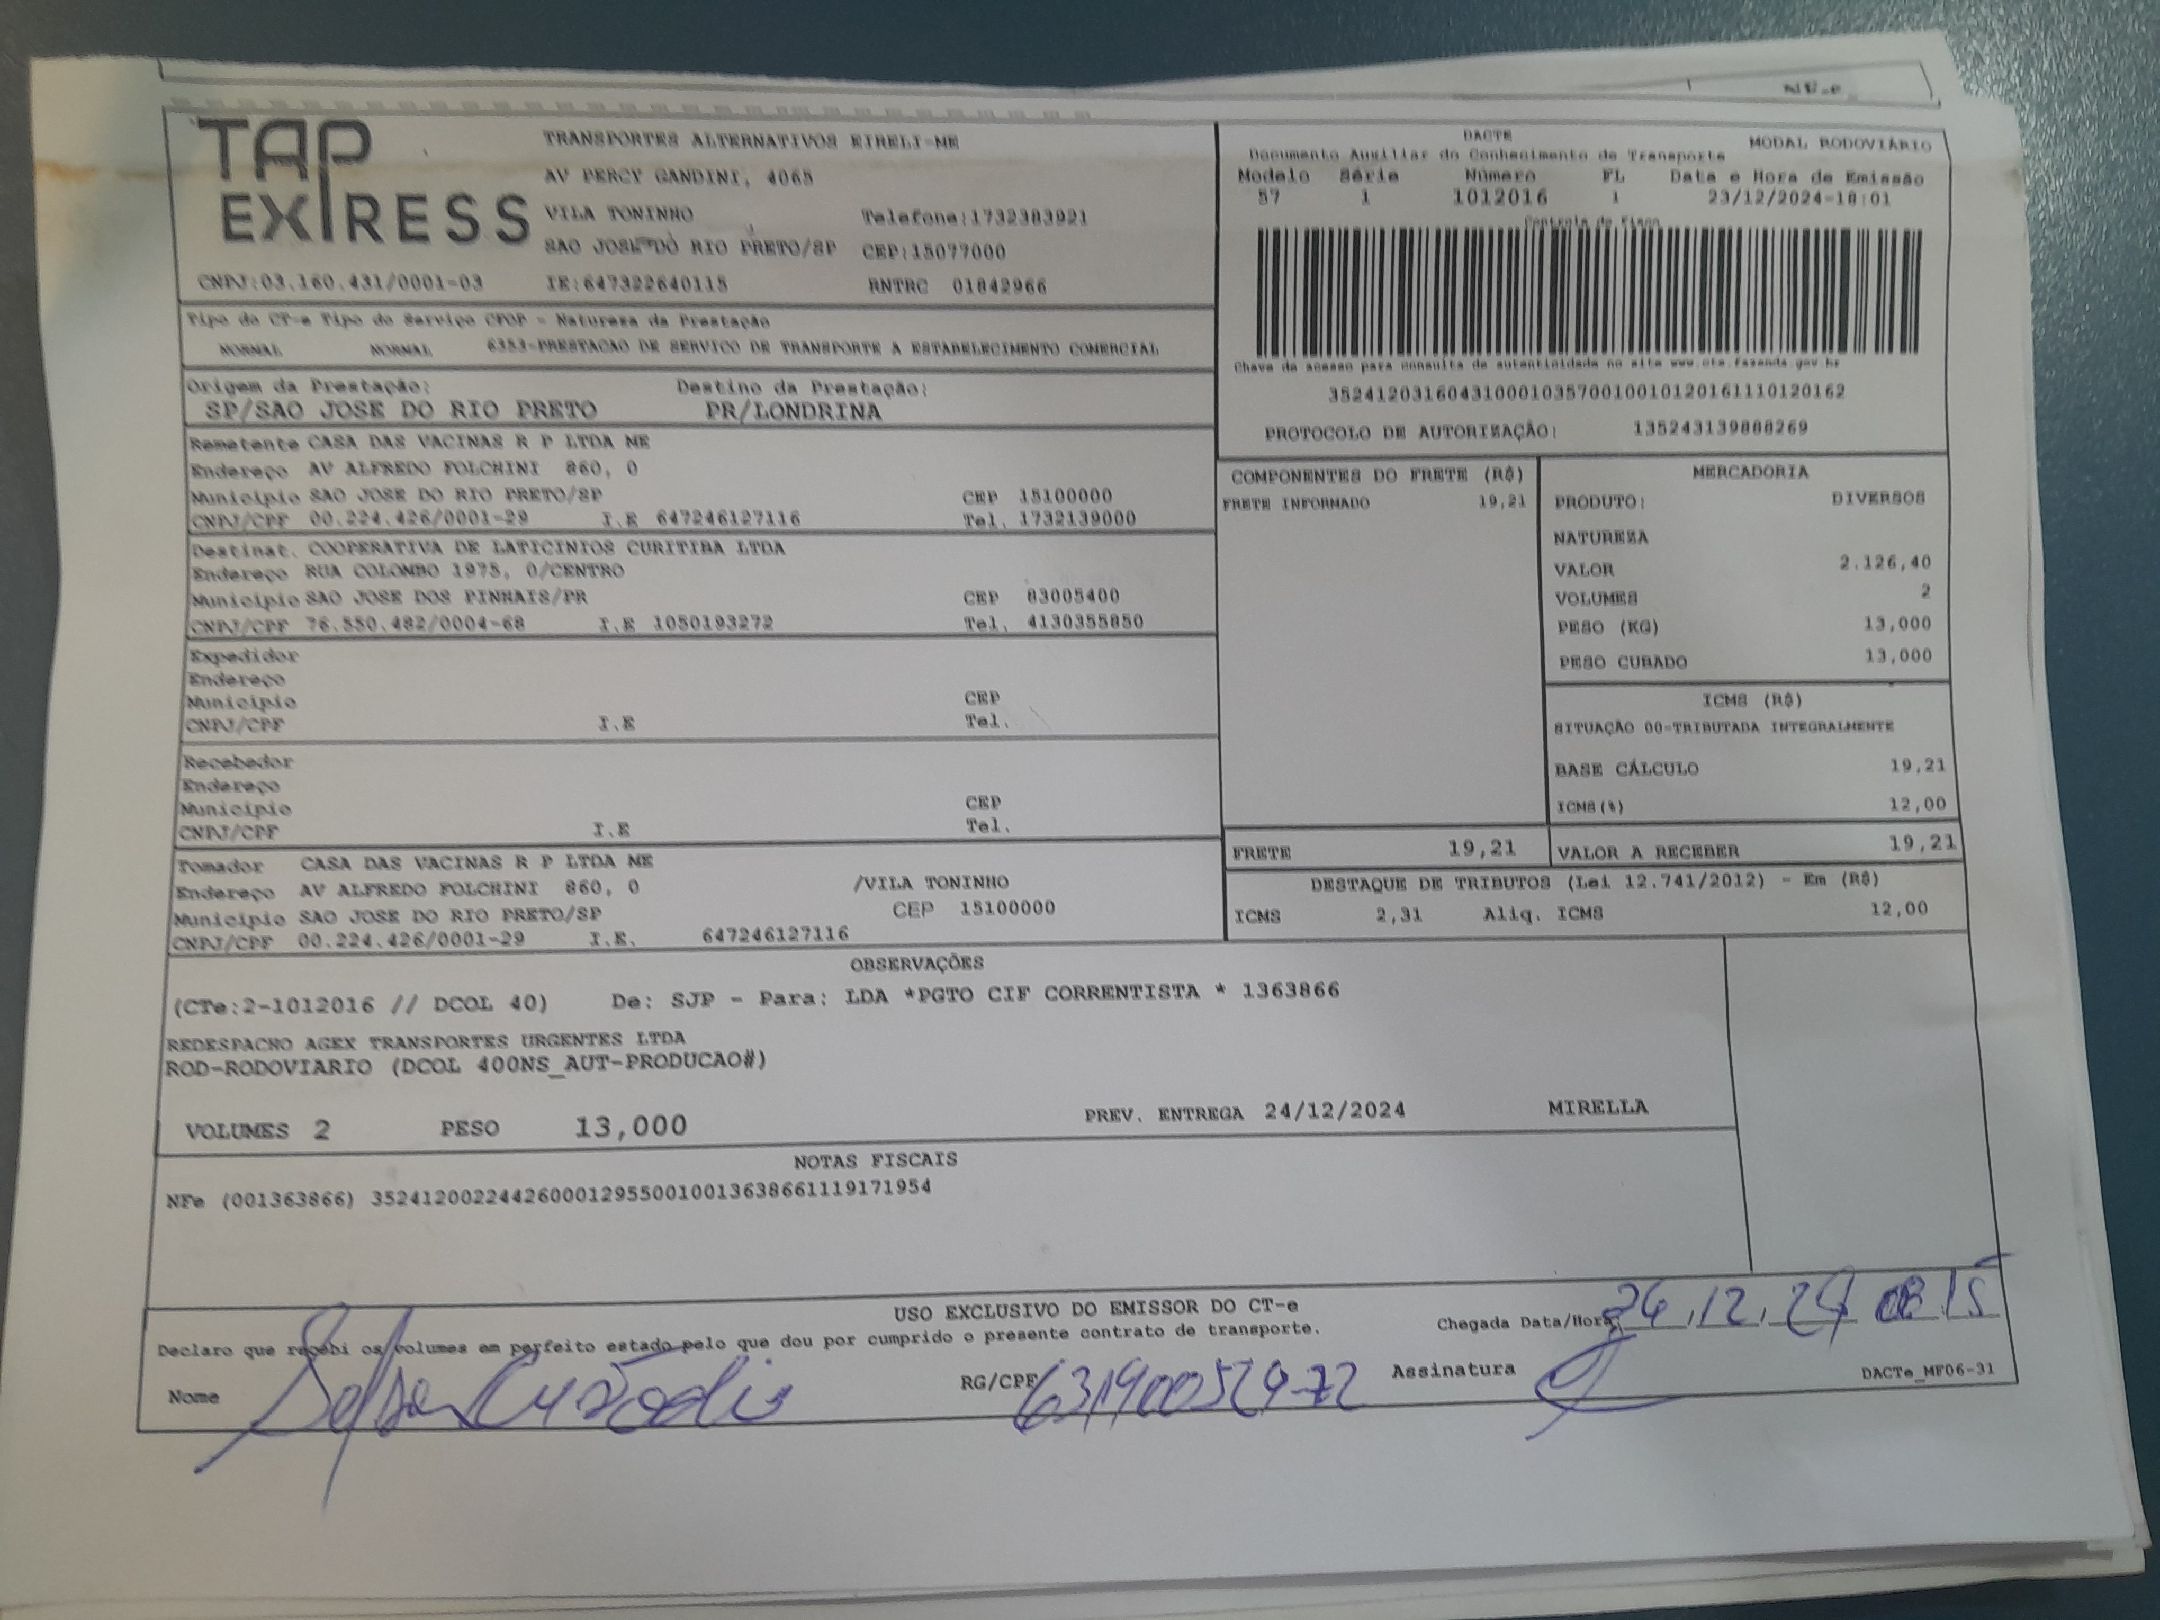 TAP EXPRESS
TRANSPORTES ALTERNATIVOS EIRELI-ME
AV PERCY GANDINI, 4065
VILA TONINHO Telefone:1732383921
SAO JOSE DO RIO PRETO/SP CEP:15077000
CNPJ:03.160.431/0001-03 IE:647322640115 RNTRC 01842966
Tipo do CT-e Tipo do Serviço CFOP - Natureza da Prestação
NORMAL NORMAL 6353-PRESTACAO DE SERVICO DE TRANSPORTE A ESTABELECIMENTO COMERCIAL
Origem da Prestação: Destino da Prestação:
SP/SAO JOSE DO RIO PRETO PR/LONDRINA
Remetente CASA DAS VACINAS R P LTDA ME
Endereço AV ALFREDO FOLCHINI 860, 0
Município SAO JOSE DO RIO PRETO/SP CEP 15100000
CNPJ/CPF 00.224.426/0001-29 I.E 647246127116 Tel. 1732139000
Destinat. COOPERATIVA DE LATICINIOS CURITIBA LTDA
Endereço RUA COLOMBO 1975, 0/CENTRO
Município SAO JOSE DOS PINHAIS/PR CEP 83005400
CNPJ/CPF 76.550.482/0004-68 I.E 1050193272 Tel. 4130355850
Expedidor
Endereço
Município CEP
CNPJ/CPF I.E Tel.
Recebedor
Endereço
Município CEP
CNPJ/CPF I.E Tel.
Tomador CASA DAS VACINAS R P LTDA ME
Endereço AV ALFREDO FOLCHINI 860, 0 /VILA TONINHO
Município SAO JOSE DO RIO PRETO/SP CEP 15100000
CNPJ/CPF 00.224.426/0001-29 I.E. 647246127116
DACTE MODAL RODOVIÁRIO
Documento Auxiliar do Conhecimento de Transporte
Modelo Série Número FL Data e Hora de Emissão
57 1 1012016 1 23/12/2024-18:01
Controle do Fisco
Chave de acesso para consulta de autenticidade no site www.cte.fazenda.gov.br
35241203160431000103570010010120161110120162
PROTOCOLO DE AUTORIZAÇÃO: 135243139888269
COMPONENTES DO FRETE (R$)
FRETE INFORMADO 19,21
MERCADORIA
PRODUTO: DIVERSOS
NATUREZA
VALOR 2.126,40
VOLUMES 2
PESO (KG) 13,000
PESO CUBADO 13,000
ICMS (R$)
SITUAÇÃO 00-TRIBUTADA INTEGRALMENTE
BASE CÁLCULO 19,21
ICMS(%) 12,00
FRETE 19,21 VALOR A RECEBER 19,21
DESTAQUE DE TRIBUTOS (Lei 12.741/2012) - Em (R$)
ICMS 2,31 Aliq. ICMS 12,00
OBSERVAÇÕES
(CTe:2-1012016 // DCOL 40) De: SJP - Para: LDA *PGTO CIF CORRENTISTA * 1363866
REDESPACHO AGEX TRANSPORTES URGENTES LTDA
ROD-RODOVIARIO (DCOL 400NS_AUT-PRODUCAO#)
VOLUMES 2 PESO 13,000 PREV. ENTREGA 24/12/2024 MIRELLA
NOTAS FISCAIS
NFe (001363866) 35241200224426000129550010013638661119171954
USO EXCLUSIVO DO EMISSOR DO CT-e
Declaro que recebi os volumes em perfeito estado pelo que dou por cumprido o presente contrato de transporte.
Chegada Data/Hora 26.12.24 08.15
Nome Custodio RG/CPF 631900529-72 Assinatura
DACTe_MF06-31